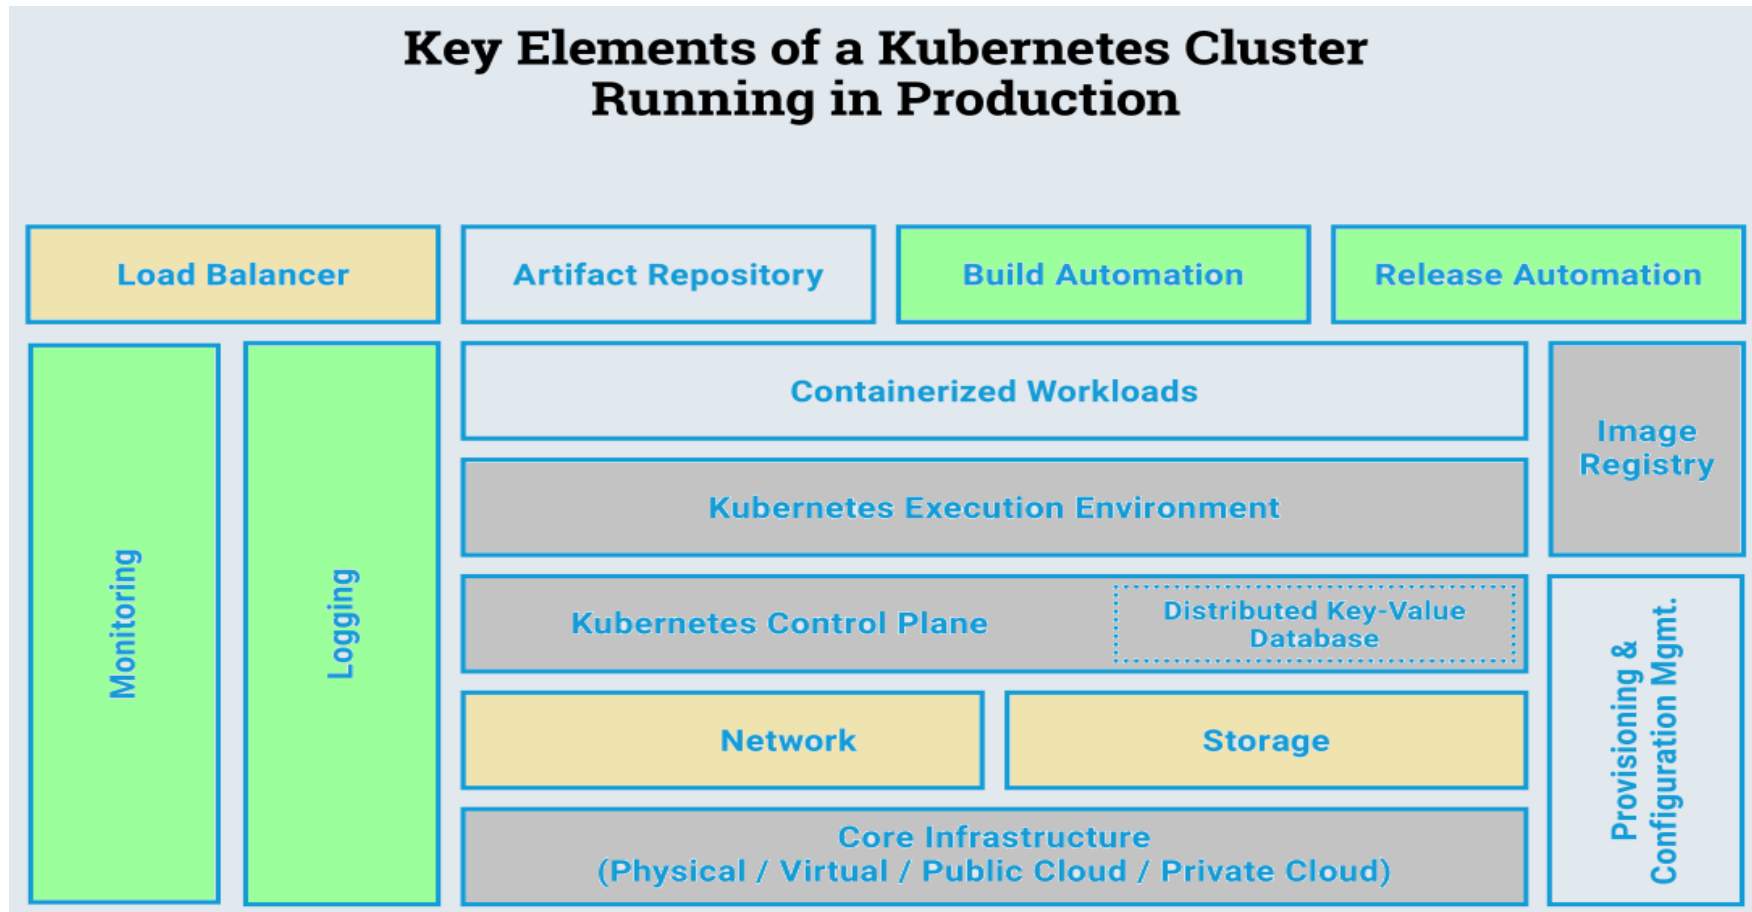 Key Elements of a Kubernetes Cluster
Running in Production
Load Balancer
Artifact Repository
Build Automation
Release Automation
Monitoring
Logging
Containerized Workloads
Image
Registry
Kubernetes Execution Environment
Kubernetes Control Plane
Distributed Key-Value
Database
Network
Storage
Provisioning &
Configuration Mgmt.
Core Infrastructure
(Physical / Virtual / Public Cloud / Private Cloud)